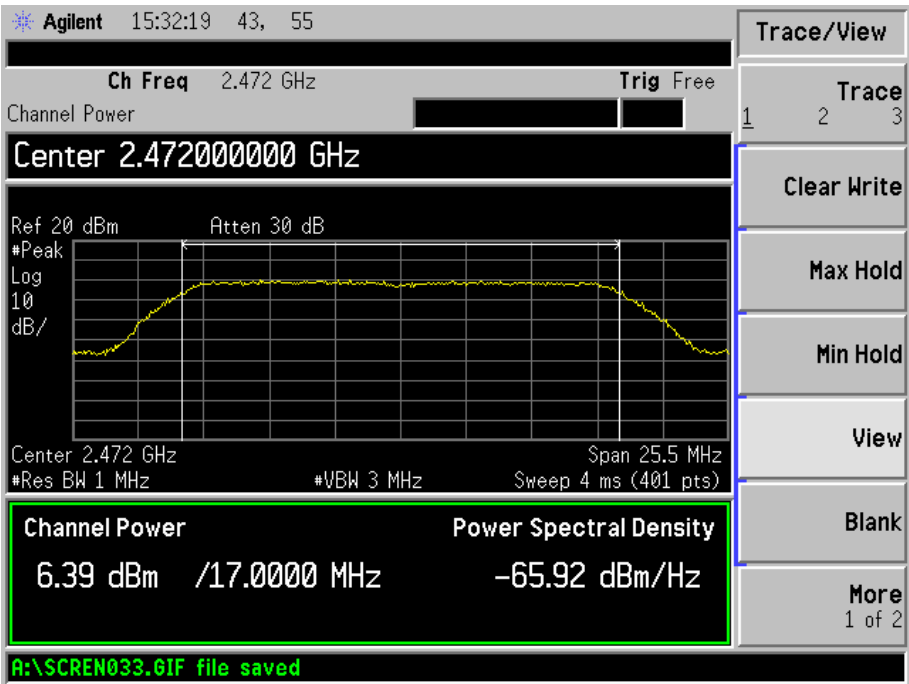 Agilent 15:32:19 43, 55
Ch Freq 2.472 GHz Trig Free
Channel Power
Center 2.472000000 GHz
Ref 20 dBm Atten 30 dB
#Peak
Log
10
dB/
Center 2.472 GHz Span 25.5 MHz
#Res BW 1 MHz #VBW 3 MHz Sweep 4 ms (401 pts)
Channel Power Power Spectral Density
6.39 dBm /17.0000 MHz -65.92 dBm/Hz
A:\SCREN033.GIF file saved
Trace/View
Trace
1 2 3
Clear Write
Max Hold
Min Hold
View
Blank
More
1 of 2